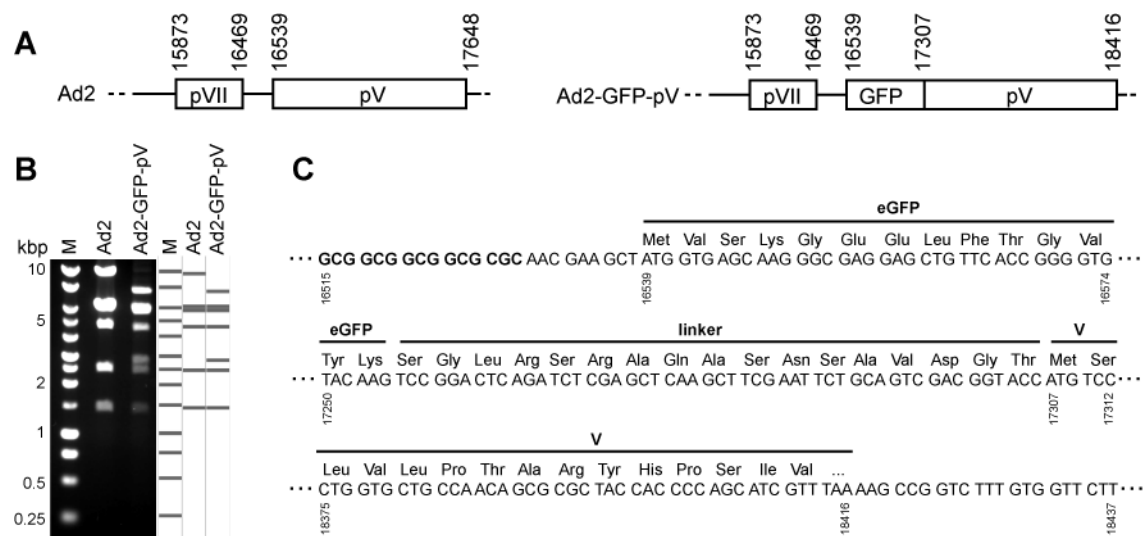 A
15873 16469 16539 17648
Ad2 pVII pV
15873 16469 16539 17307 18416
Ad2-GFP-pV pVII GFP pV
B
kbp M Ad2 Ad2-GFP-pV M Ad2 Ad2-GFP-pV
10
5
2
1
0.5
0.25
C
eGFP
Met Val Ser Lys Gly Glu Glu Leu Phe Thr Gly Val
··· GCG GCG GCG GCG CGC AAC GAA GCT ATG GTG AGC AAG GGC GAG GAG CTG TTC ACC GGG GTG ···
16515 16539 16574
eGFP linker V
Tyr Lys Ser Gly Leu Arg Ser Arg Ala Gln Ala Ser Asn Ser Ala Val Asp Gly Thr Met Ser
··· TAC AAG TCC GGA CTC AGA TCT CGA GCT CAA GCT TCG AAT TCT GCA GTC GAC GGT ACC ATG TCC ···
17250 17307 17312
V
Leu Val Leu Pro Thr Ala Arg Tyr His Pro Ser Ile Val ...
··· CTG GTG CTG CCA ACA GCG CGC TAC CAC CCC AGC ATC GTT TAA AAG CCG GTC TTT GTG GTT CTT ···
18375 18416 18437